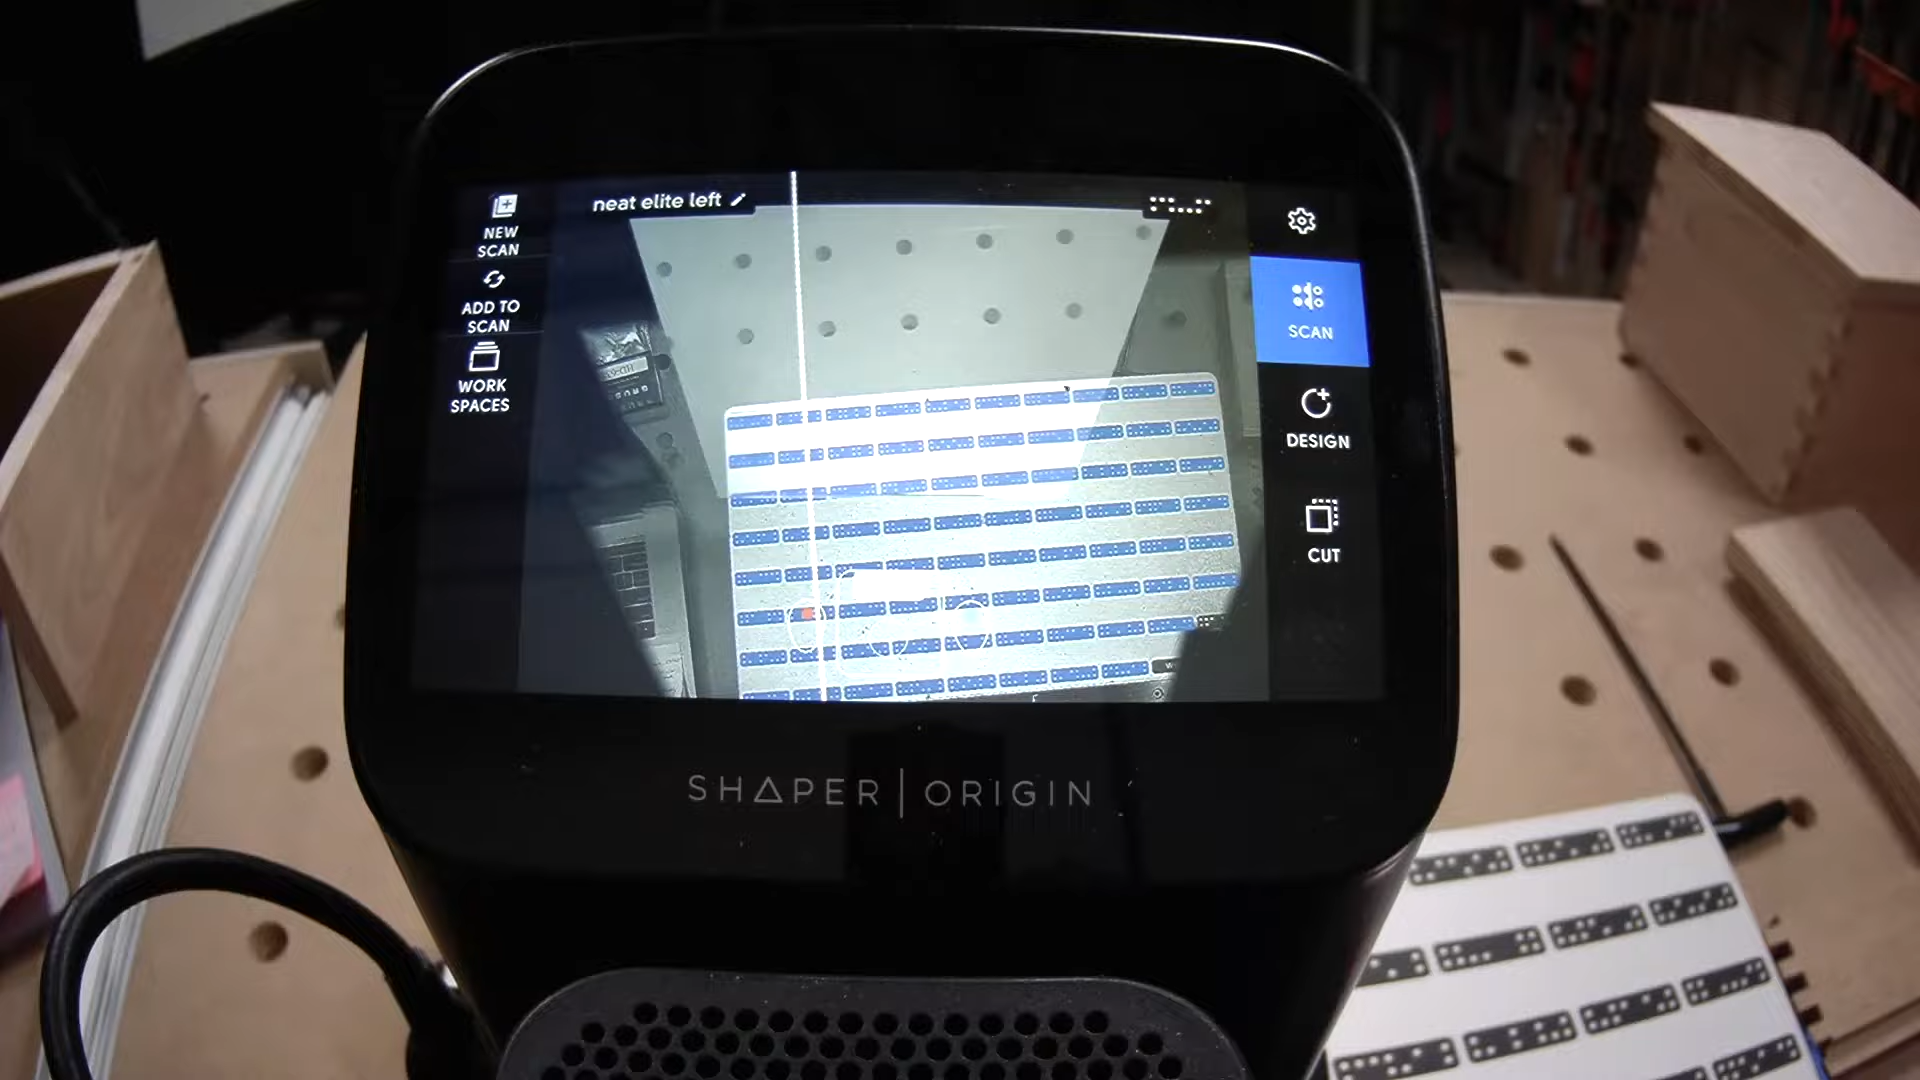 neat elite left
NEW
SCAN
ADD TO
SCAN
WORK
SPACES
SCAN
DESIGN
CUT
SHAPER | ORIGIN